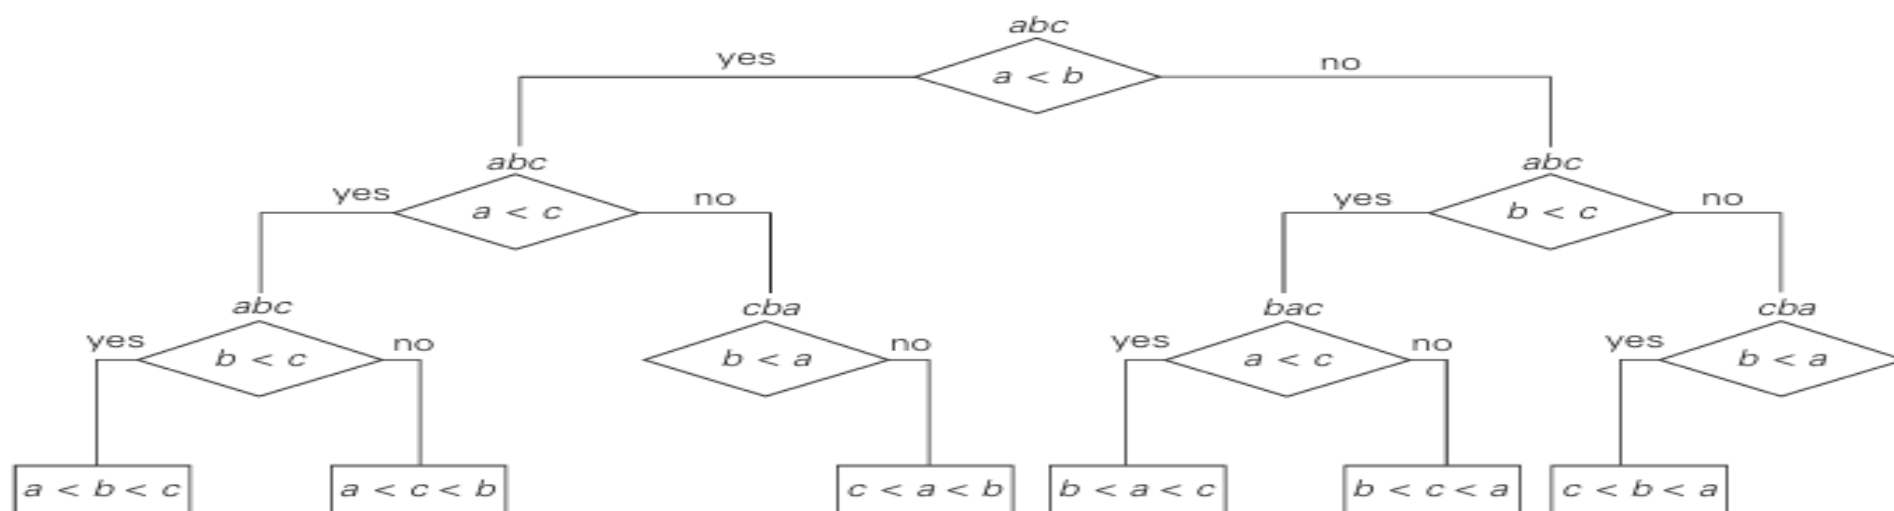 abc
yes
a < b
no
abc
abc
yes
a < c
no
yes
b < c
no
abc
cba
bac
cba
yes
b < c
no
b < a
no
yes
a < c
no
yes
b < a
a < b < c
a < c < b
c < a < b
b < a < c
b < c < a
c < b < a